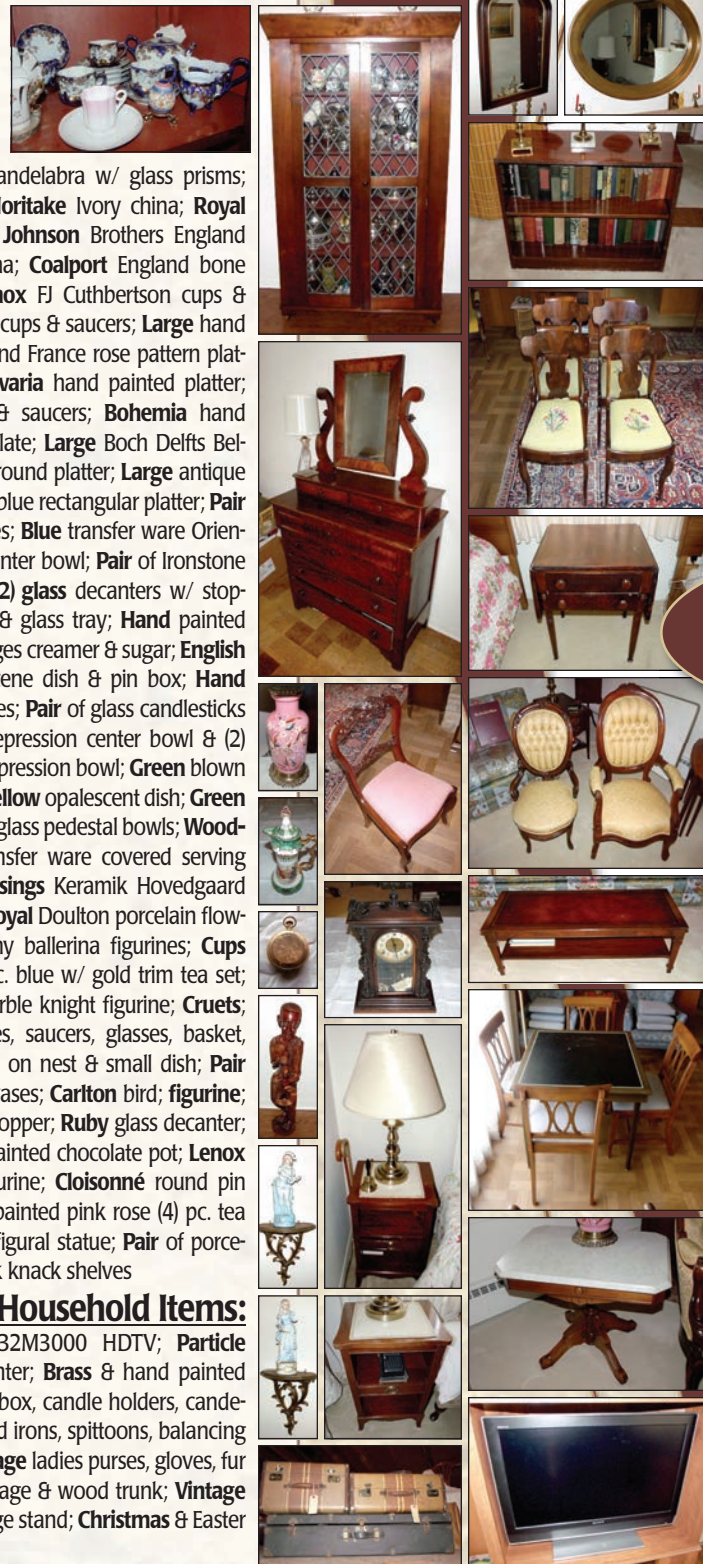 andelabra w/ glass prisms;
oritake Ivory china; Royal
Johnson Brothers England
na; Coalport England bone
nox FJ Cuthbertson cups &
cups & saucers; Large hand
nd France rose pattern plat-
varia hand painted platter;
& saucers; Bohemia hand
late; Large Boch Delfts Bel-
round platter; Large antique
blue rectangular platter; Pair
es; Blue transfer ware Orien-
nter bowl; Pair of Ironstone
2) glass decanters w/ stop-
& glass tray; Hand painted
ges creamer & sugar; English
ene dish & pin box; Hand
es; Pair of glass candlesticks
epression center bowl & (2)
pression bowl; Green blown
ellow opalescent dish; Green
glass pedestal bowls; Wood-
nsfer ware covered serving
sings Keramik Hovedgaard
oyal Doulton porcelain flow-
ny ballerina figurines; Cups
c. blue w/ gold trim tea set;
rble knight figurine; Cruets;
es, saucers, glasses, basket,
on nest & small dish; Pair
vases; Carlton bird; figurine;
opper; Ruby glass decanter;
ainted chocolate pot; Lenox
urine; Cloisonné round pin
painted pink rose (4) pc. tea
figural statue; Pair of porce-
k knack shelves
Household Items:
32M3000 HDTV; Particle
nter; Brass & hand painted
box, candle holders, cande-
d irons, spittoons, balancing
age ladies purses, gloves, fur
age & wood trunk; Vintage
ge stand; Christmas & Easter